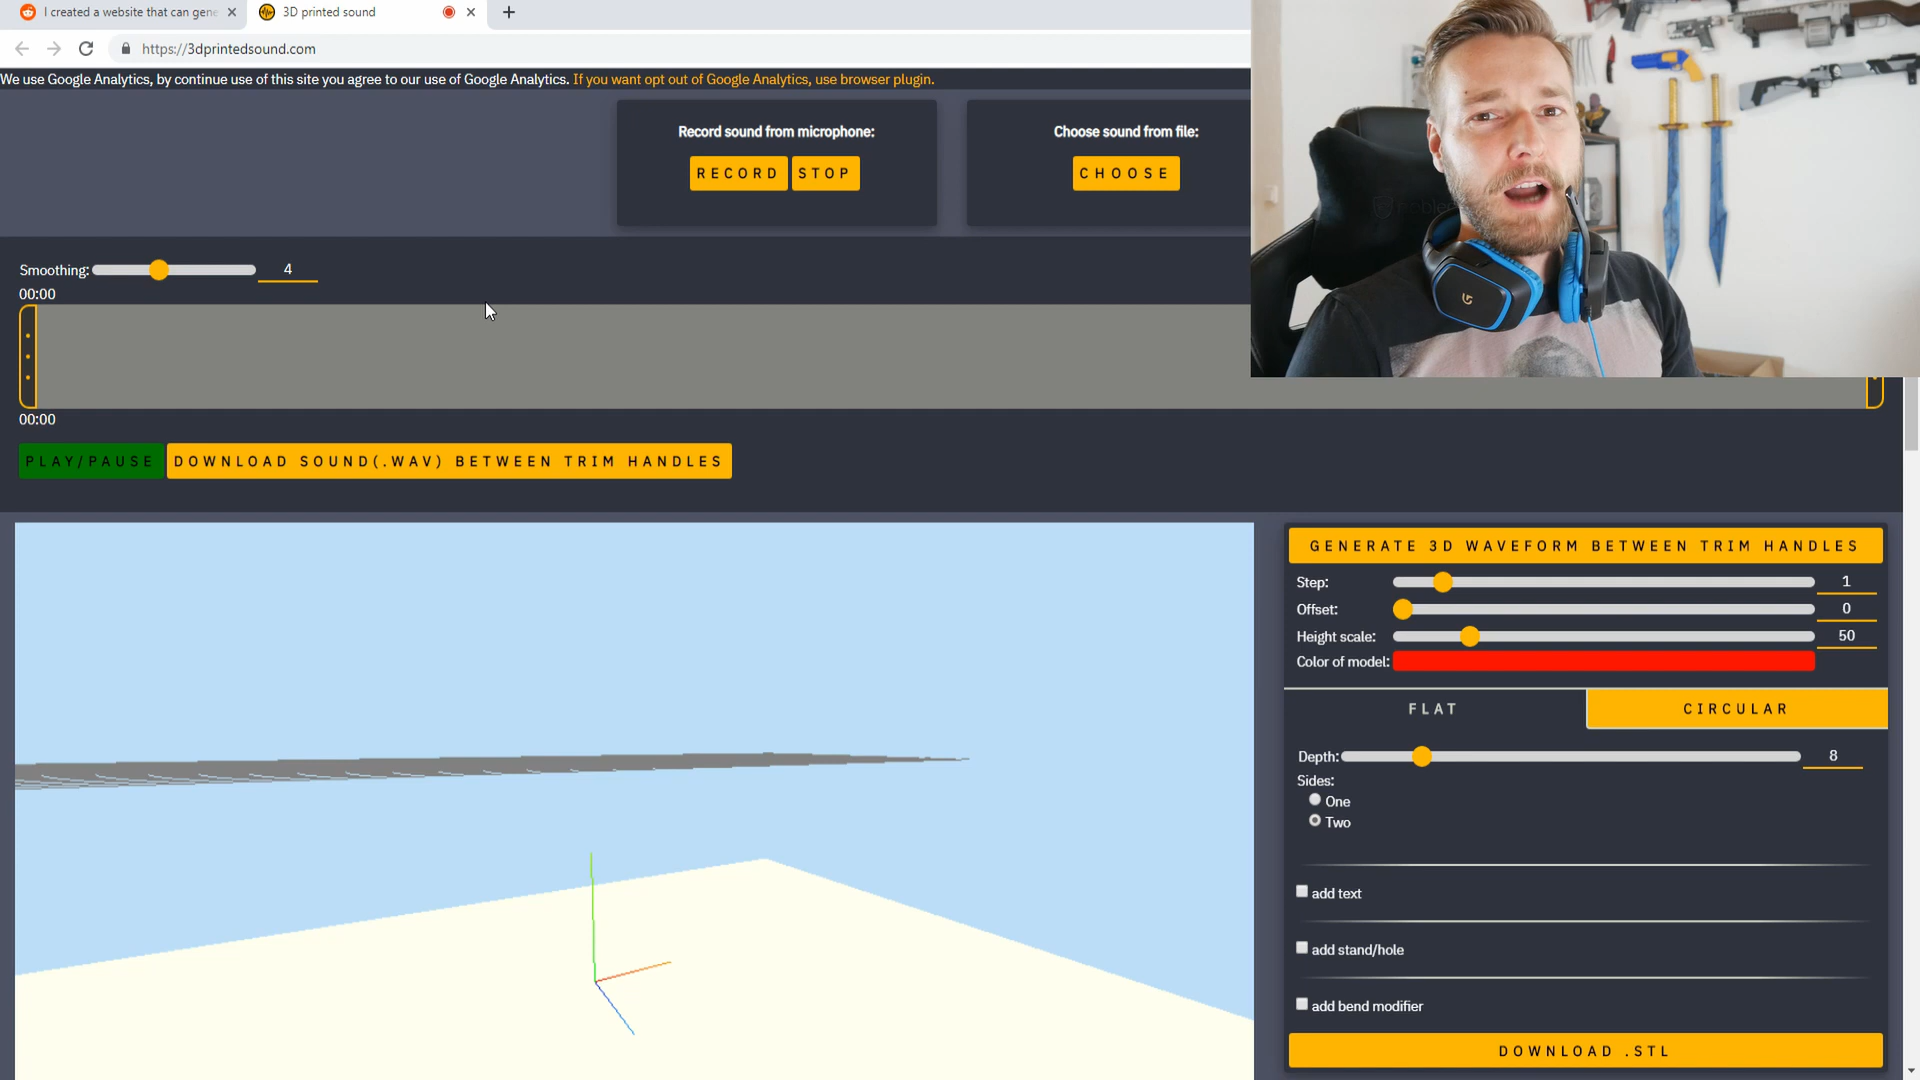 I created a website that can gene
3D printed sound
https://3dprintedsound.com
We use Google Analytics, by continue use of this site you agree to our use of Google Analytics. If you want opt out of Google Analytics, use browser plugin.
Record sound from microphone:
RECORD STOP
Choose sound from file:
CHOOSE
Smoothing: 4
00:00
00:00
PLAY/PAUSE DOWNLOAD SOUND(.WAV) BETWEEN TRIM HANDLES
GENERATE 3D WAVEFORM BETWEEN TRIM HANDLES
Step: 1
Offset: 0
Height scale: 50
Color of model:
FLAT CIRCULAR
Depth: 8
Sides:
One
Two
add text
add stand/hole
add bend modifier
DOWNLOAD .STL